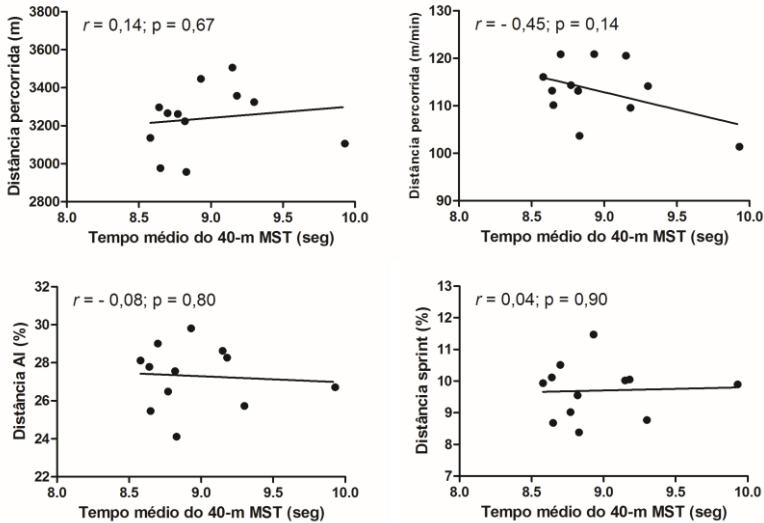 r = 0,14; p = 0,67
Distância percorrida (m)
3800
3600
3400
3200
3000
2800
8.0 8.5 9.0 9.5 10.0
Tempo médio do 40-m MST (seg)
r = - 0,45; p = 0,14
Distância percorrida (m/min)
130
120
110
100
90
8.0 8.5 9.0 9.5 10.0
Tempo médio do 40-m MST (seg)
r = - 0,08; p = 0,80
Distância AI (%)
32
30
28
26
24
22
8.0 8.5 9.0 9.5 10.0
Tempo médio do 40-m MST (seg)
r = 0,04; p = 0,90
Distância sprint (%)
13
12
11
10
9
8
7
8.0 8.5 9.0 9.5 10.0
Tempo médio do 40-m MST (seg)